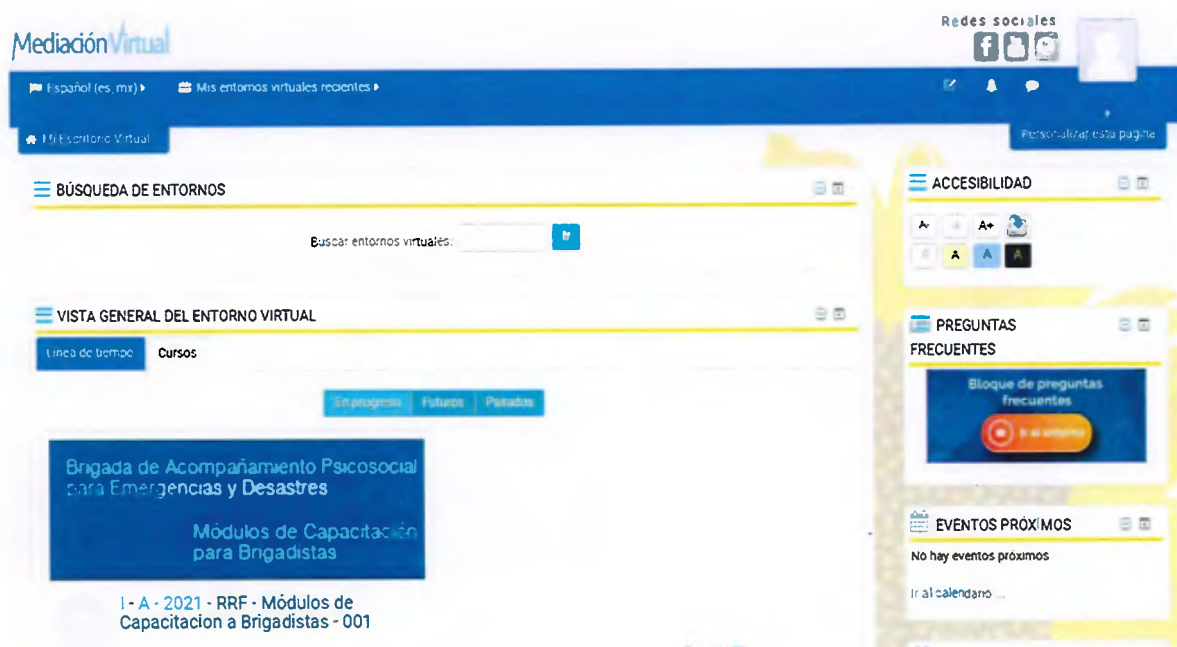 Redes sociales
MediaciónVirtual
Español (es_mx)
Mis entornos virtuales recientes
Mi Escritorio Virtual
Personalizar esta página
BÚSQUEDA DE ENTORNOS
Buscar entornos virtuales:
Ir
VISTA GENERAL DEL ENTORNO VIRTUAL
Línea de tiempo
Cursos
En progreso
Futuros
Pasados
Brigada de Acompañamiento Psicosocial
para Emergencias y Desastres
Módulos de Capacitación
para Brigadistas
I - A - 2021 - RRF - Módulos de
Capacitacion a Brigadistas - 001
ACCESIBILIDAD
A- A A+
A A A A
PREGUNTAS
FRECUENTES
Bloque de preguntas
frecuentes
Ir al entorno
EVENTOS PRÓXIMOS
No hay eventos próximos
Ir al calendario ...